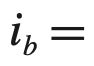 i_b =